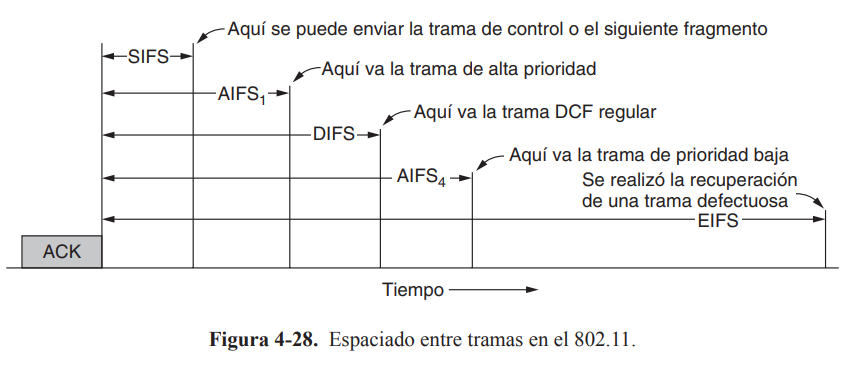 Aquí se puede enviar la trama de control o el siguiente fragmento
SIFS
Aquí va la trama de alta prioridad
AIFS₁
Aquí va la trama DCF regular
DIFS
Aquí va la trama de prioridad baja
AIFS₄
Se realizó la recuperación
de una trama defectuosa
EIFS
ACK
Tiempo
Figura 4-28. Espaciado entre tramas en el 802.11.